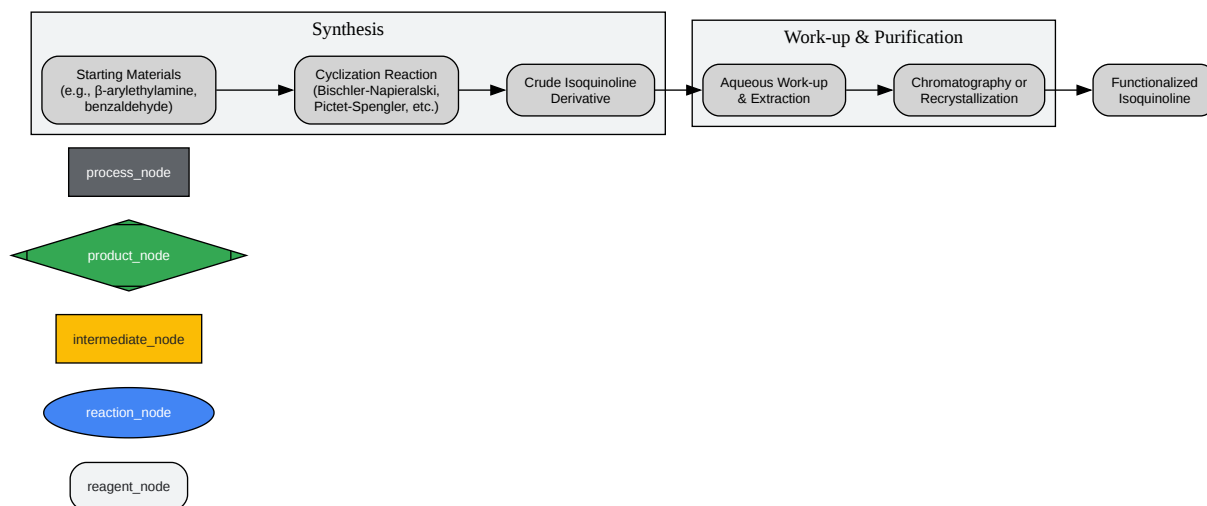 Synthesis
Starting Materials
(e.g., β-arylethylamine,
benzaldehyde)
Cyclization Reaction
(Bischler-Napieralski,
Pictet-Spengler, etc.)
Crude Isoquinoline
Derivative
Work-up & Purification
Aqueous Work-up
& Extraction
Chromatography or
Recrystallization
Functionalized
Isoquinoline
process_node
product_node
intermediate_node
reaction_node
reagent_node